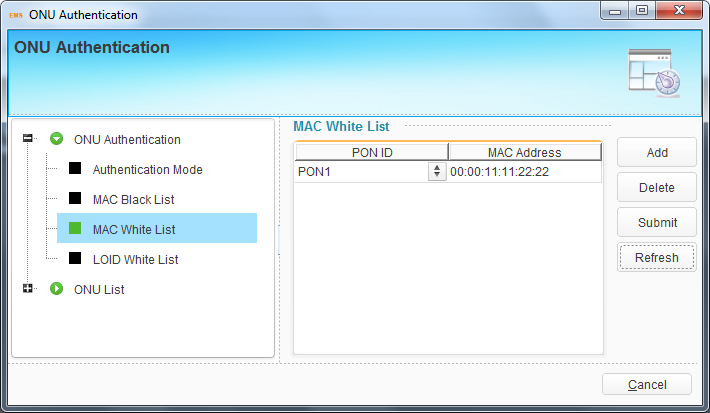 EMS ONU Authentication
ONU Authentication
ONU Authentication
Authentication Mode
MAC Black List
MAC White List
LOID White List
ONU List
MAC White List
PON ID MAC Address
PON1 00:00:11:11:22:22
Add
Delete
Submit
Refresh
Cancel